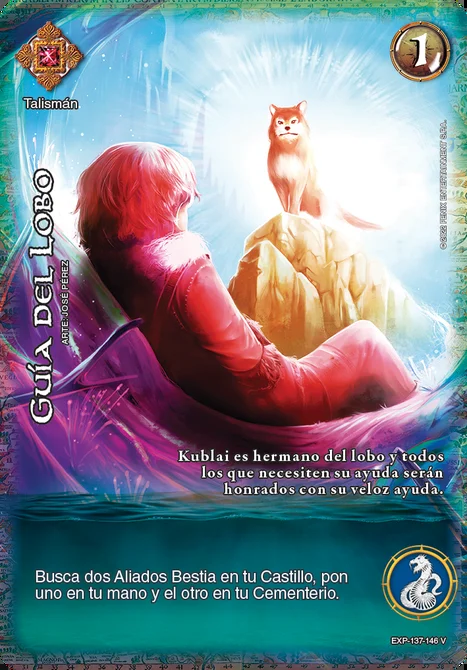 Talismán
1
GUÍA DEL LOBO
ARTE: JOSÉ PÉREZ
©2022 FENIX ENTERTAINMENT S.P.A.
Kublai es hermano del lobo y todos
los que necesiten su ayuda serán
honrados con su veloz ayuda.
Busca dos Aliados Bestia en tu Castillo, pon
uno en tu mano y el otro en tu Cementerio.
EXP-137-146 V